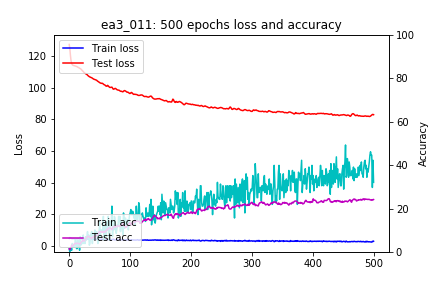 ea3_011: 500 epochs loss and accuracy
Train loss
Test loss
Train acc
Test acc
Loss
Accuracy
120
100
80
60
40
20
0
100
80
60
40
20
0
0
100
200
300
400
500